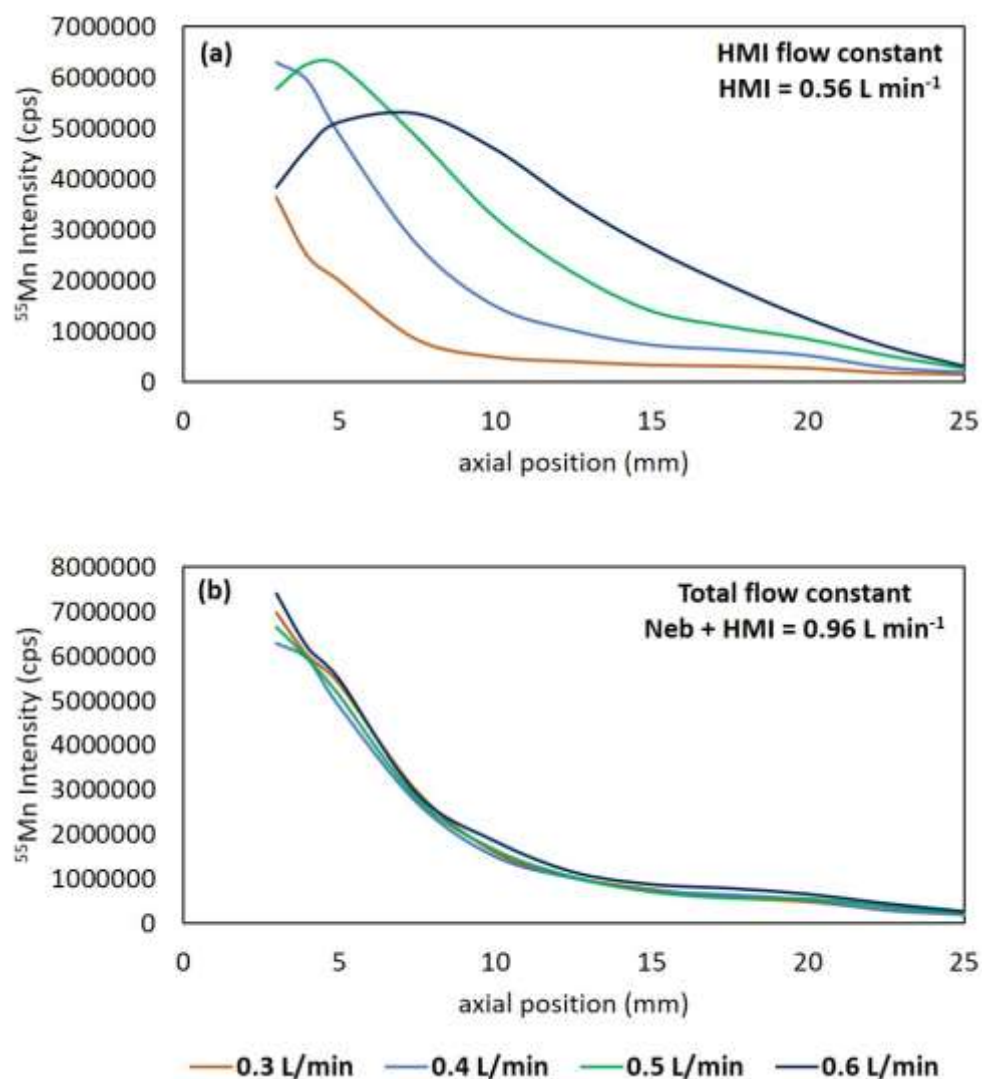 (a)
HMI flow constant
HMI = 0.56 L min⁻¹
7000000
6000000
5000000
4000000
3000000
2000000
1000000
0
⁵⁵Mn Intensity (cps)
0 5 10 15 20 25
axial position (mm)
(b)
Total flow constant
Neb + HMI = 0.96 L min⁻¹
8000000
7000000
6000000
5000000
4000000
3000000
2000000
1000000
0
⁵⁵Mn Intensity (cps)
0 5 10 15 20 25
axial position (mm)
0.3 L/min 0.4 L/min 0.5 L/min 0.6 L/min